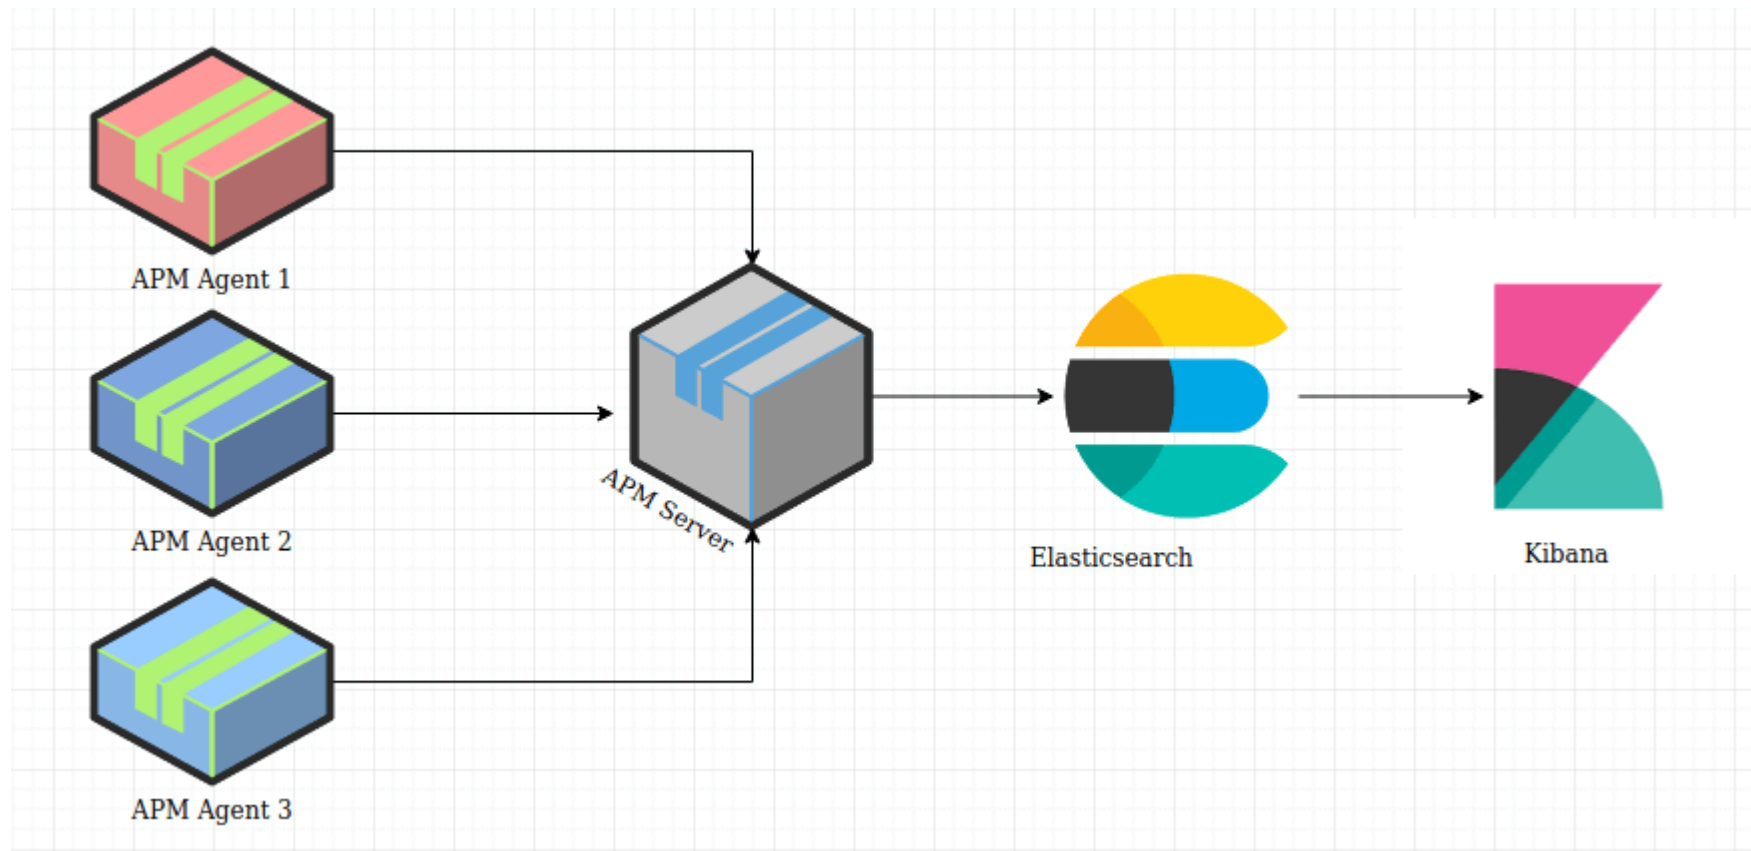 APM Agent 1
APM Agent 2
APM Agent 3
APM Server
Elasticsearch
Kibana